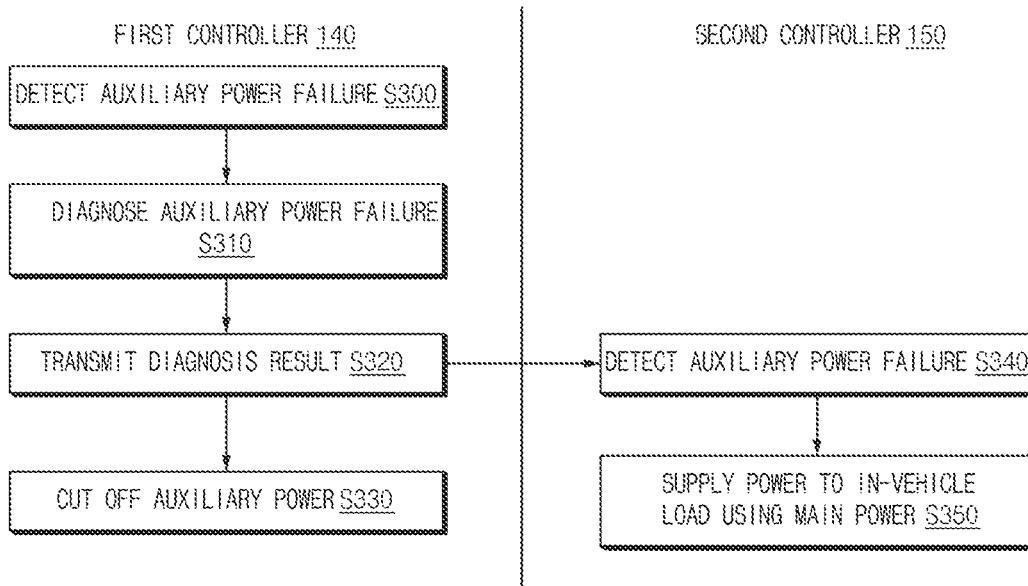 FIRST CONTROLLER 140
DETECT AUXILIARY POWER FAILURE S300
DIAGNOSE AUXILIARY POWER FAILURE
S310
TRANSMIT DIAGNOSIS RESULT S320
CUT OFF AUXILIARY POWER S330
SECOND CONTROLLER 150
DETECT AUXILIARY POWER FAILURE S340
SUPPLY POWER TO IN-VEHICLE
LOAD USING MAIN POWER S350